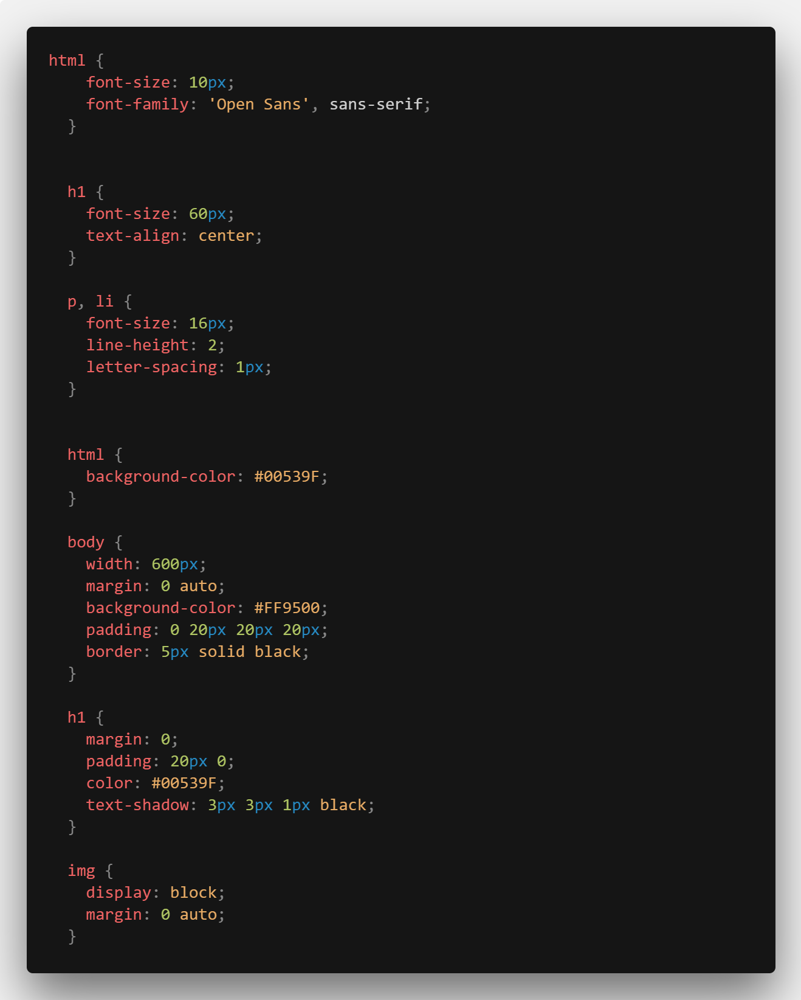 html {
    font-size: 10px;
    font-family: 'Open Sans', sans-serif;
  }


  h1 {
    font-size: 60px;
    text-align: center;
  }

  p, li {
    font-size: 16px;
    line-height: 2;
    letter-spacing: 1px;
  }


  html {
    background-color: #00539F;
  }

  body {
    width: 600px;
    margin: 0 auto;
    background-color: #FF9500;
    padding: 0 20px 20px 20px;
    border: 5px solid black;
  }

  h1 {
    margin: 0;
    padding: 20px 0;
    color: #00539F;
    text-shadow: 3px 3px 1px black;
  }

  img {
    display: block;
    margin: 0 auto;
  }